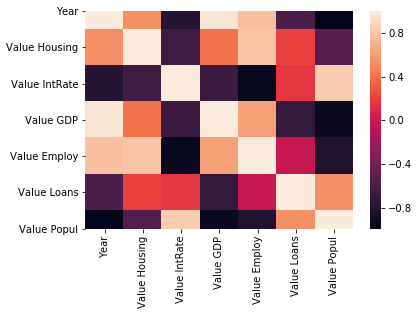 Year
Value Housing
Value IntRate
Value GDP
Value Employ
Value Loans
Value Popul
Year
Value Housing
Value IntRate
Value GDP
Value Employ
Value Loans
Value Popul
0.8
0.4
0.0
−0.4
−0.8